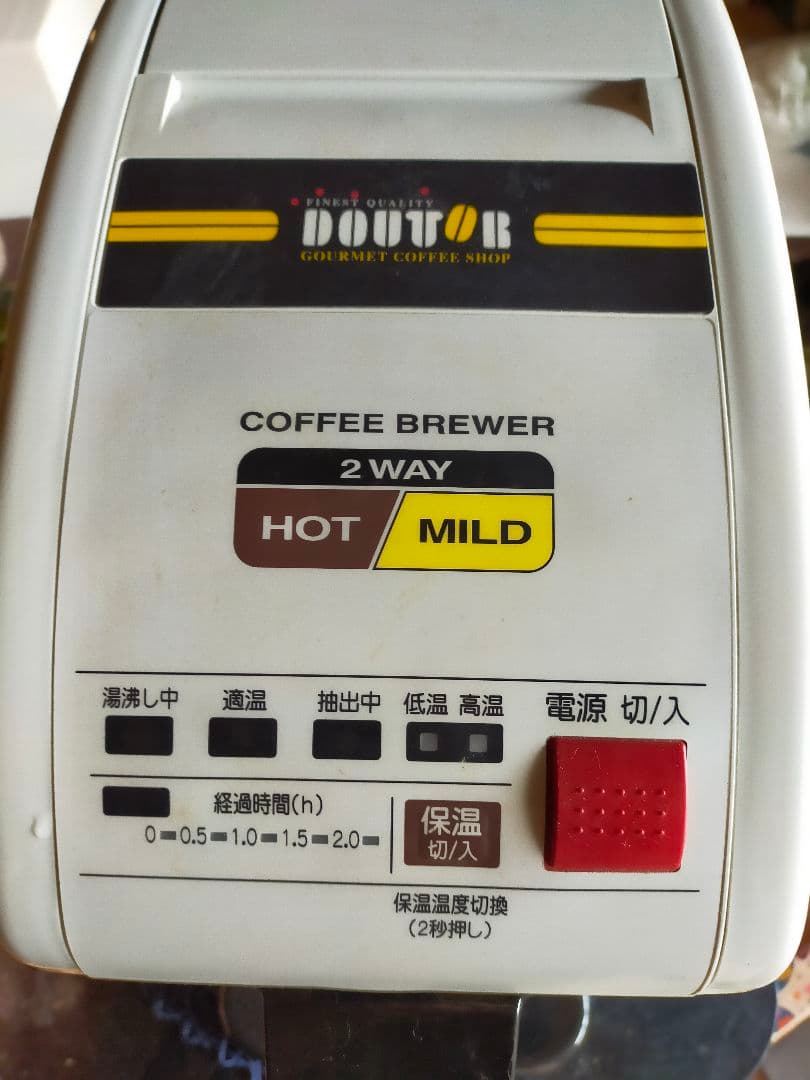 FINEST QUALITY
DOUTOR
GOURMET COFFEE SHOP
COFFEE BREWER
2 WAY
HOT MILD
湯沸し中 適温 抽出中 低温 高温 電源 切/入
経過時間(h)
0 0.5 1.0 1.5 2.0
保温
切/入
保温温度切換
(2秒押し)